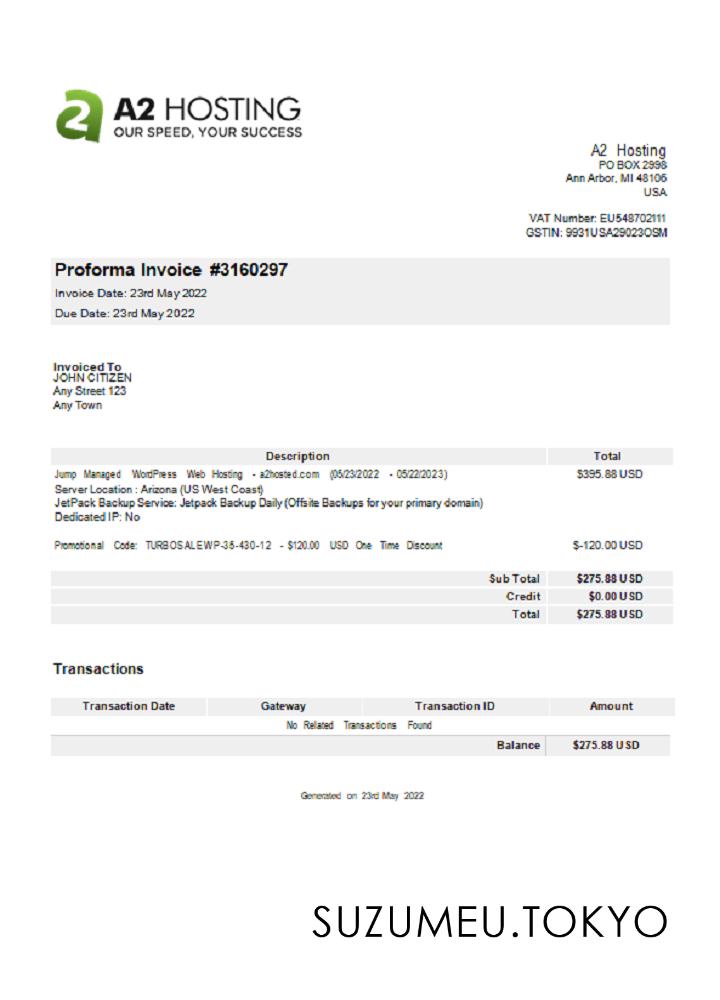 A2 HOSTING
OUR SPEED, YOUR SUCCESS
A2 Hosting
PO BOX 2998
Ann Arbor, MI 48106
USA
VAT Number: EU548702111
GSTIN: 9931USA29023OSM
Proforma Invoice #3160297
Invoice Date: 23rd May 2022
Due Date: 23rd May 2022
Invoiced To
JOHN CITIZEN
Any Street 123
Any Town
Description Total
Jump Managed WordPress Web Hosting - a2hosted.com (05/23/2022 - 05/22/2023) $395.88 USD
Server Location : Arizona (US West Coast)
JetPack Backup Service: Jetpack Backup Daily (Offsite Backups for your primary domain)
Dedicated IP: No
Promotional Code: TURBOSALEWP-36-430-12 - $120.00 USD One Time Discount $-120.00 USD
Sub Total $275.88 USD
Credit $0.00 USD
Total $275.88 USD
Transactions
Transaction Date Gateway Transaction ID Amount
No Related Transactions Found
Balance $275.88 USD
Generated on 23rd May 2022
SUZUMEU.TOKYO